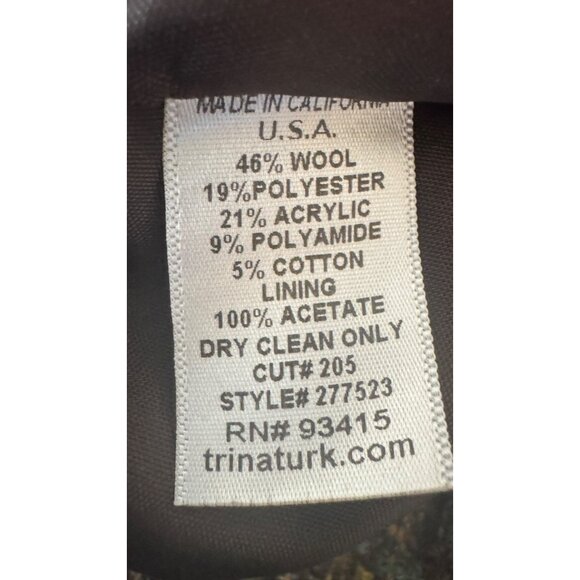 MADE IN CALIFORNIA
U.S.A.
46% WOOL
19%POLYESTER
21% ACRYLIC
9% POLYAMIDE
5% COTTON
LINING
100% ACETATE
DRY CLEAN ONLY
CUT# 205
STYLE# 277523
RN# 93415
trinaturk.com